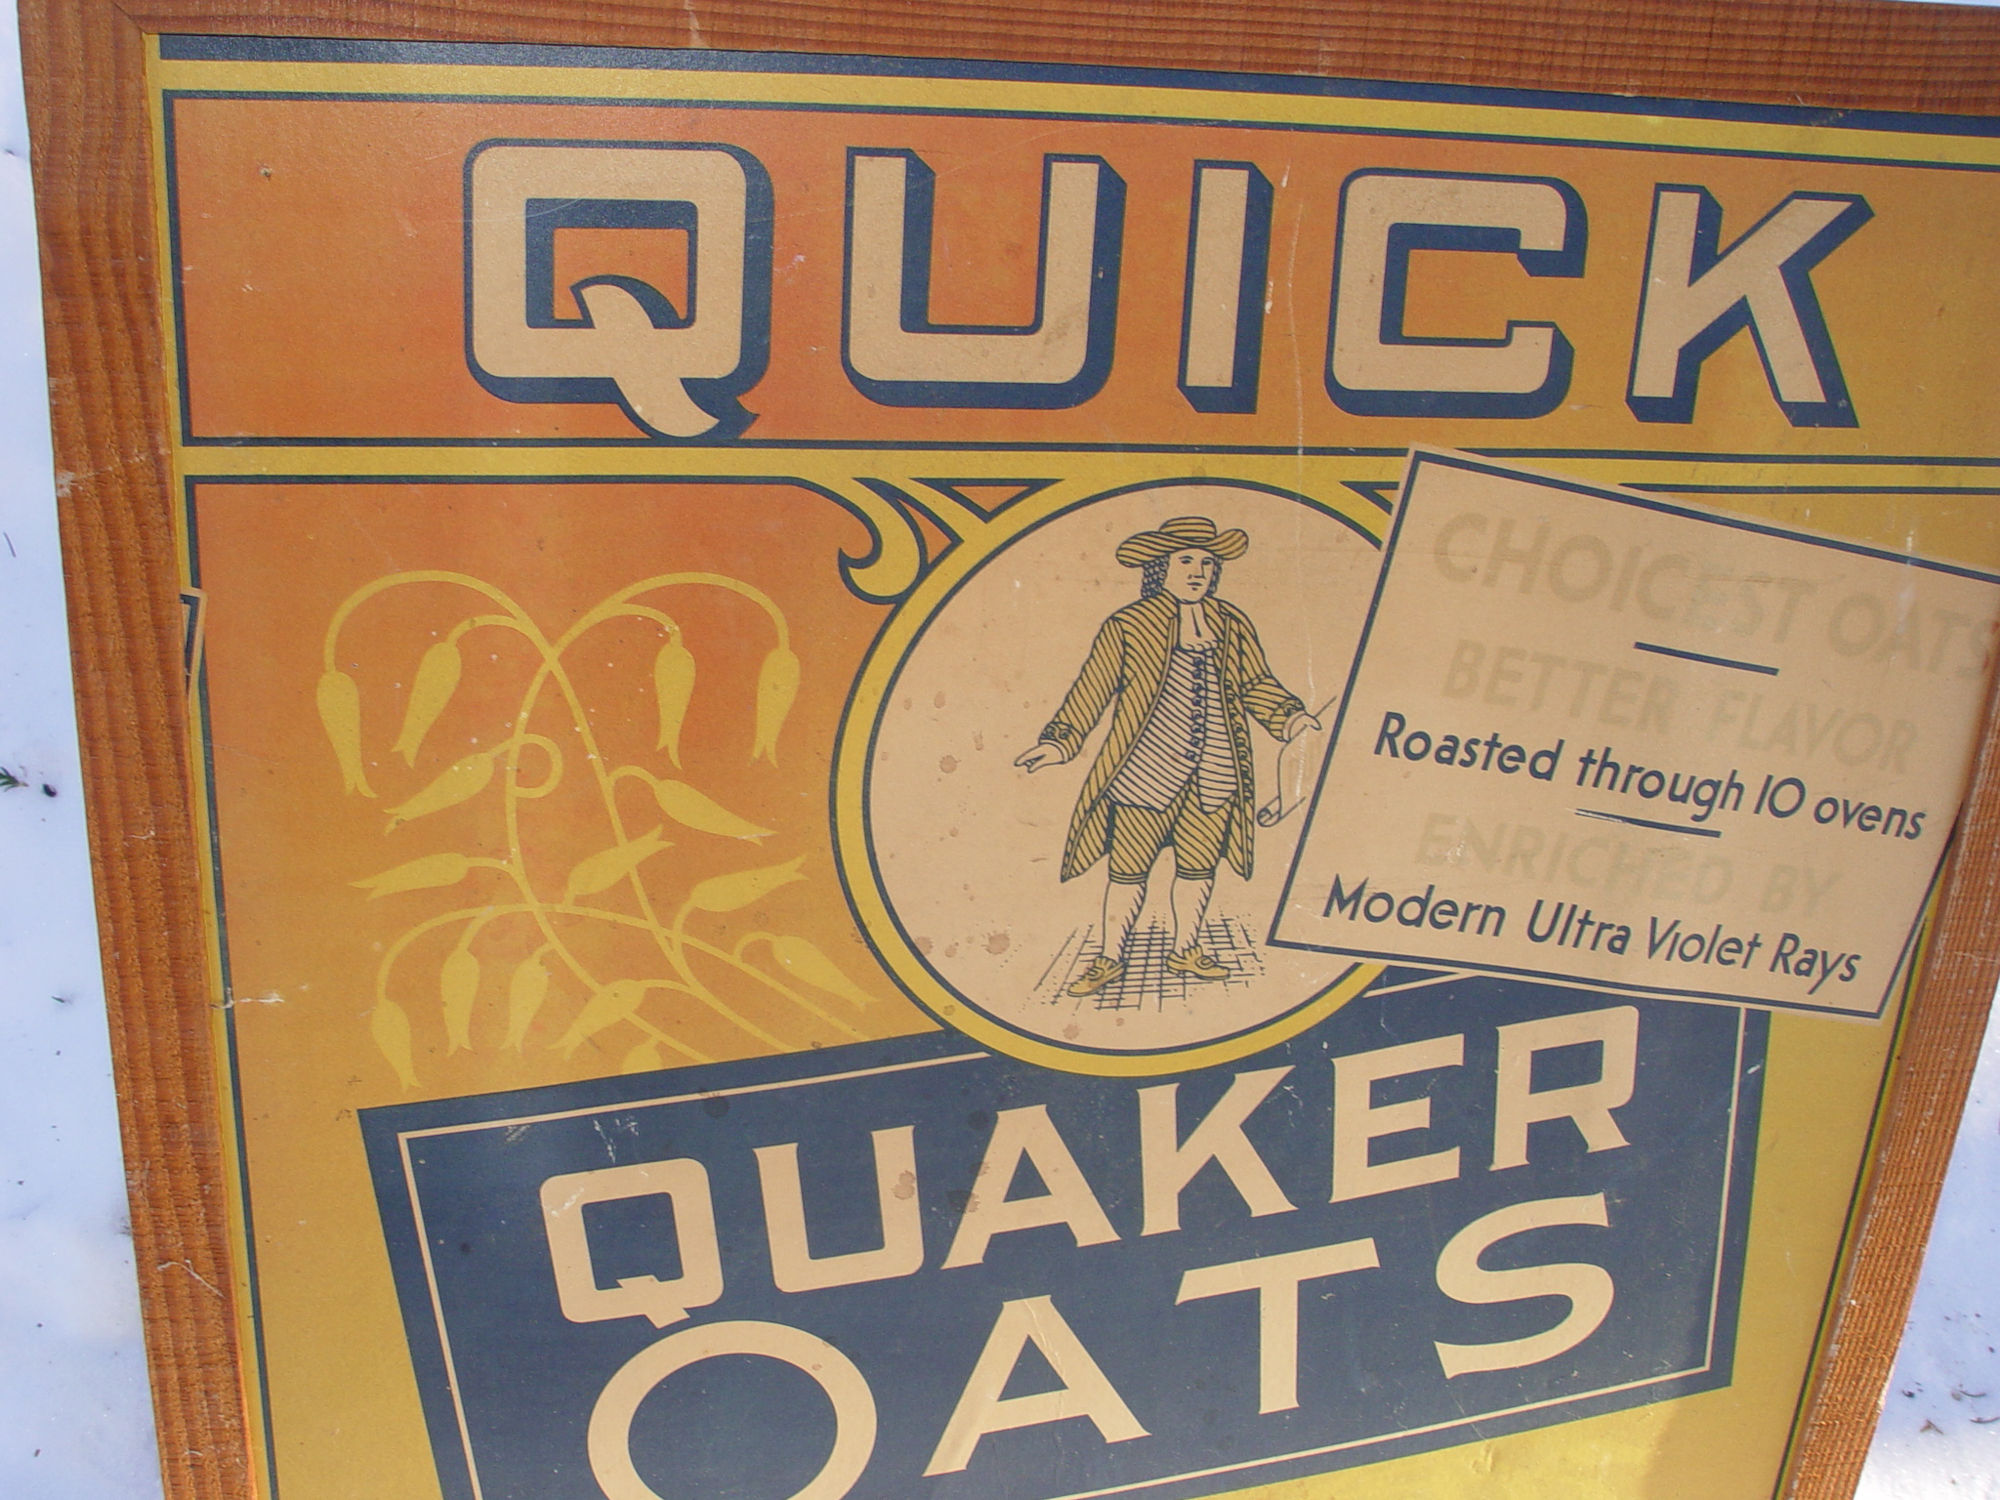 QUICK
CHOICEST OATS
BETTER FLAVOR
Roasted through 10 ovens
ENRICHED BY
Modern Ultra Violet Rays
QUAKER
OATS